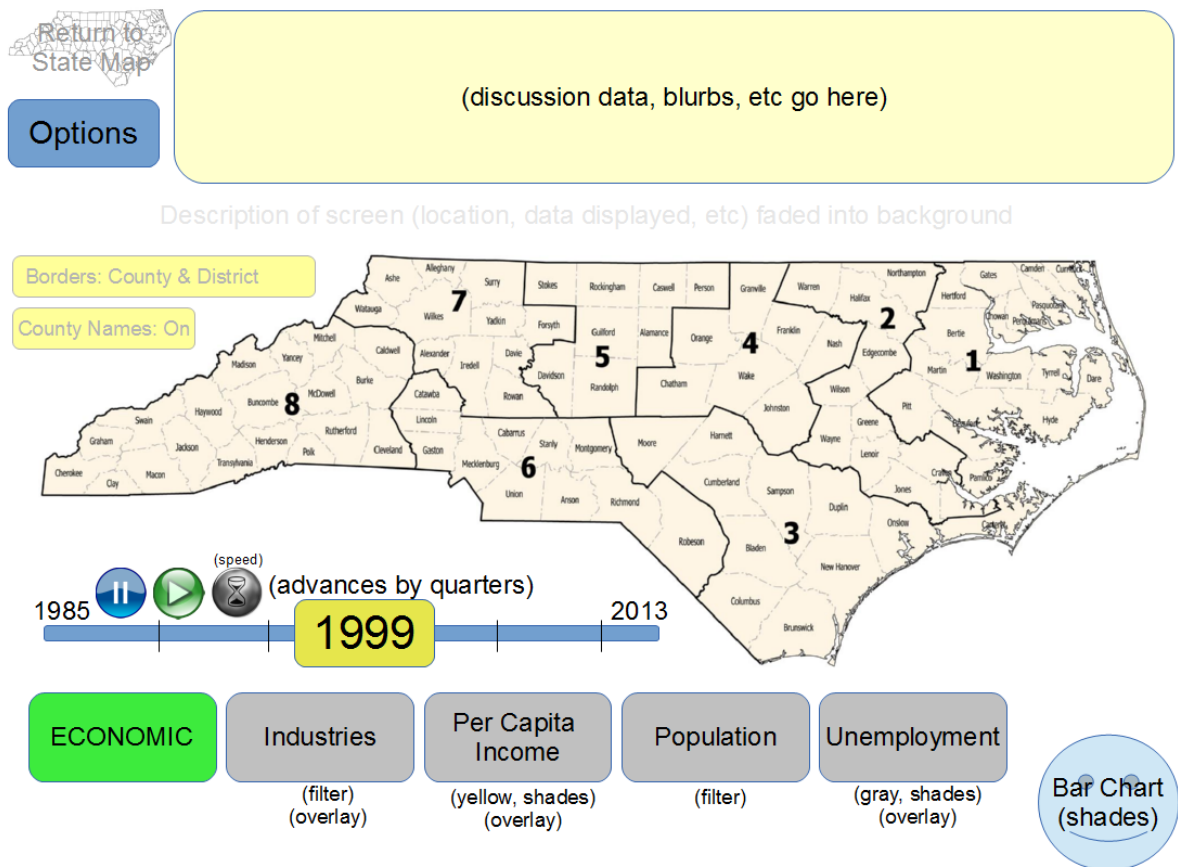 Return to
State Map
Options
(discussion data, blurbs, etc go here)
Description of screen (location, data displayed, etc) faded into background
Borders: County & District
County Names: On
Ashe
Alleghany
Surry
Stokes
Rockingham
Caswell
Person
Granville
Warren
Northampton
Gates
Camden
Currituck
Watauga
7
Wilkes
Yadkin
Forsyth
Guilford
Alamance
Orange
Franklin
Halifax
Hertford
Chowan
Pasquotank
Perquimans
Mitchell
Yancey
Madison
Caldwell
Alexander
Iredell
Davie
Davidson
5
Randolph
4
Wake
Nash
2
Edgecombe
Bertie
Martin
1
Washington
Tyrrell
Dare
Buncombe
McDowell
Burke
8
Catawba
Rowan
Chatham
Johnston
Wilson
Pitt
Hyde
Swain
Haywood
Rutherford
Lincoln
Graham
Jackson
Henderson
Polk
Cleveland
Gaston
Cabarrus
Stanly
Montgomery
Moore
Harnett
Wayne
Greene
Lenoir
Beaufort
Cherokee
Clay
Macon
Transylvania
Mecklenburg
6
Union
Anson
Richmond
Cumberland
Sampson
Duplin
Jones
Craven
Pamlico
Robeson
Bladen
3
Onslow
Carteret
New Hanover
Columbus
Brunswick
(speed)
(advances by quarters)
1985
1999
2013
ECONOMIC
Industries
(filter)
(overlay)
Per Capita
Income
(yellow, shades)
(overlay)
Population
(filter)
Unemployment
(gray, shades)
(overlay)
Bar Chart
(shades)